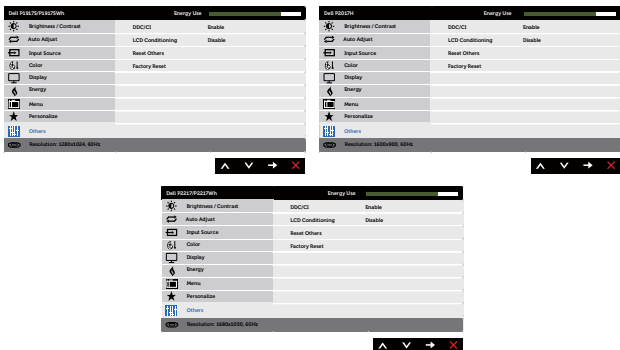 Dell P1917S/P1917SWh Energy Use
Brightness / Contrast DDC/CI Enable
Auto Adjust LCD Conditioning Disable
Input Source Reset Others
Color Factory Reset
Display
Energy
Menu
Personalize
Others
Resolution: 1280x1024, 60Hz
Dell P2017H Energy Use
Brightness / Contrast DDC/CI Enable
Auto Adjust LCD Conditioning Disable
Input Source Reset Others
Color Factory Reset
Display
Energy
Menu
Personalize
Others
Resolution: 1600x900, 60Hz
Dell P2217/P2217Wh Energy Use
Brightness / Contrast DDC/CI Enable
Auto Adjust LCD Conditioning Disable
Input Source Reset Others
Color Factory Reset
Display
Energy
Menu
Personalize
Others
Resolution: 1680x1050, 60Hz